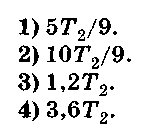 1) 5T₂/9.
2) 10T₂/9.
3) 1,2T₂.
4) 3,6T₂.